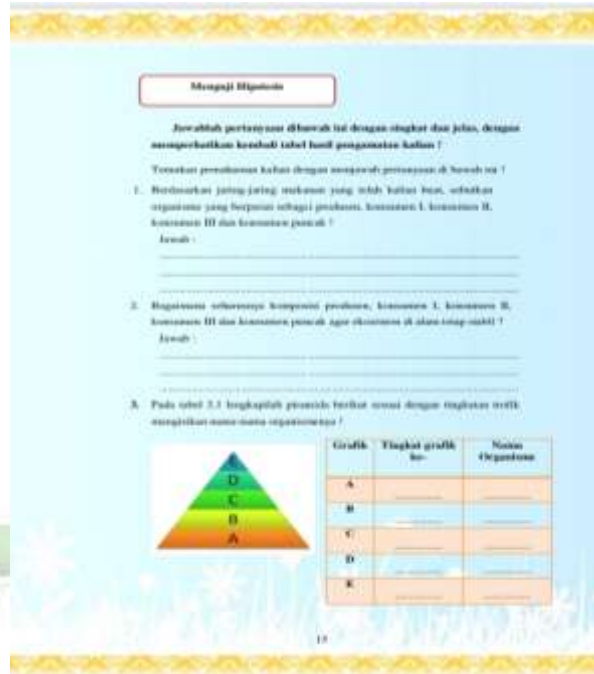 Menguji Hipotesis
Jawablah pertanyaan dibawah ini dengan singkat dan jelas, dengan
memperhatikan kembali tabel hasil pengamatan kalian !
Temukan pemahaman kalian dengan menjawab pertanyaan di bawah ini !
1. Berdasarkan jaring-jaring makanan yang telah kalian buat, sebutkan
organisme yang berperan sebagai produsen, konsumen I, konsumen II,
konsumen III dan konsumen puncak !
Jawab :
2. Bagaimana seharusnya komposisi produsen, konsumen I, konsumen II,
konsumen III dan konsumen puncak agar ekosistem di alam tetap stabil ?
Jawab :
3. Pada tabel 3.1 lengkapilah piramida berikut sesuai dengan tingkatan trofik
mengisikan nama-nama organismenya !
E
D
C
B
A
Grafik Tingkat grafik ke- Nama Organisme
A
B
C
D
E
15